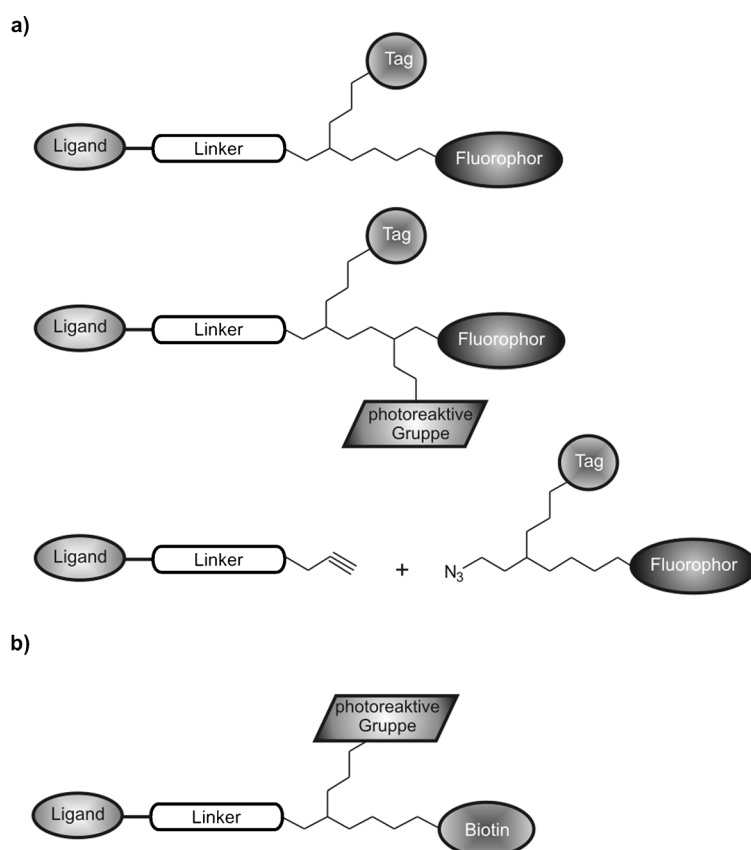 a)
Tag
Ligand Linker Fluorophor
Tag
Ligand Linker Fluorophor
photoreaktive
Gruppe
Tag
Ligand Linker + N3 Fluorophor
b)
photoreaktive
Gruppe
Ligand Linker Biotin